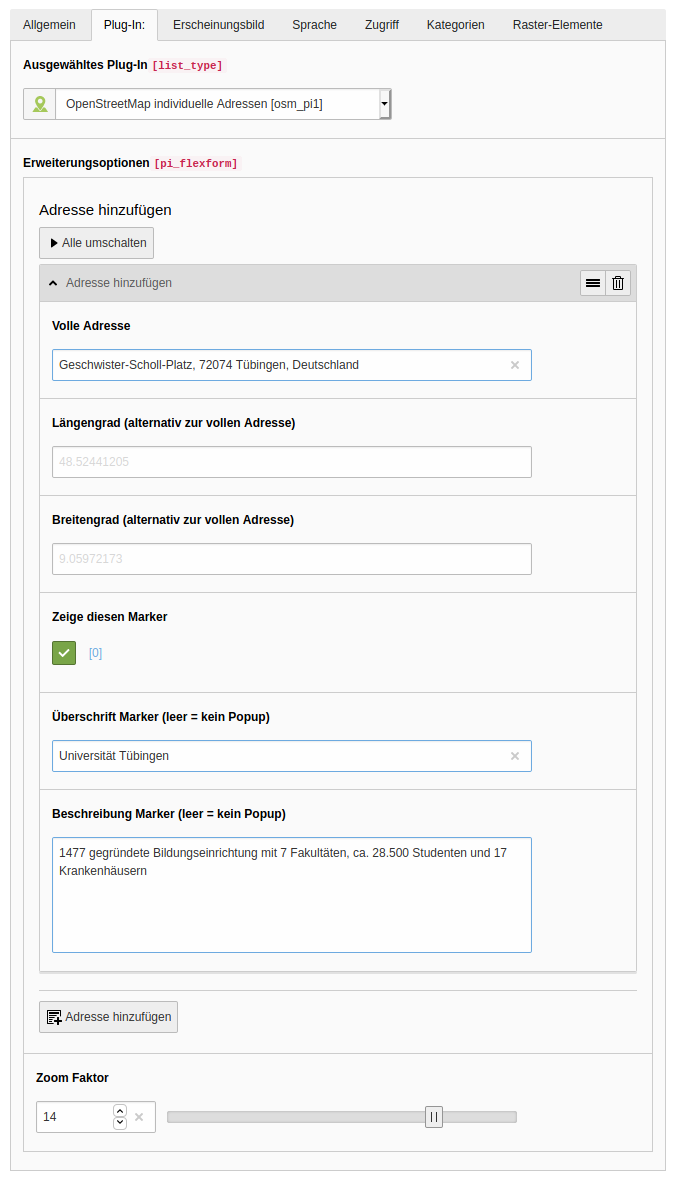 Allgemein Plug-In: Erscheinungsbild Sprache Zugriff Kategorien Raster-Elemente
Ausgewähltes Plug-In [list_type]
OpenStreetMap individuelle Adressen [osm_pi1]
Erweiterungsoptionen [pi_flexform]
Adresse hinzufügen
Alle umschalten
Adresse hinzufügen
Volle Adresse
Geschwister-Scholl-Platz, 72074 Tübingen, Deutschland
Längengrad (alternativ zur vollen Adresse)
48.52441205
Breitengrad (alternativ zur vollen Adresse)
9.05972173
Zeige diesen Marker
[0]
Überschrift Marker (leer = kein Popup)
Universität Tübingen
Beschreibung Marker (leer = kein Popup)
1477 gegründete Bildungseinrichtung mit 7 Fakultäten, ca. 28.500 Studenten und 17
Krankenhäusern
Adresse hinzufügen
Zoom Faktor
14